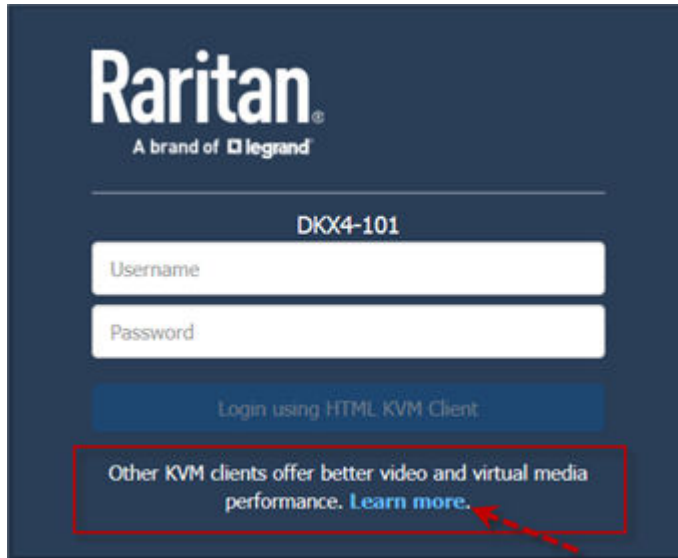 Raritan®
A brand of legrand®
DKX4-101
Username
Password
Login using HTML KVM Client
Other KVM clients offer better video and virtual media
performance. Learn more.